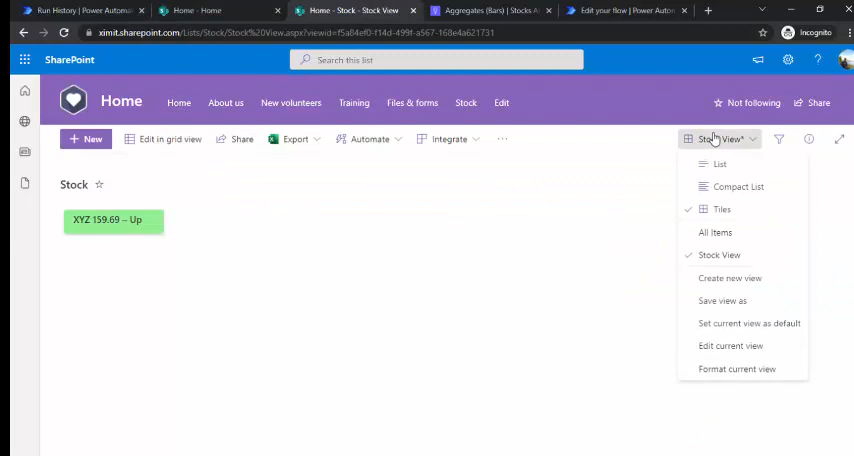 Run History | Power Automat
Home - Home
Home - Stock - Stock View
Aggregates (Bars) | Stocks A
Edit your flow | Power Auton
ximit.sharepoint.com/Lists/Stock/Stock%20View.aspx?viewid=f5a84ef0-f14d-499f-a567-168e4a621731
Incognito
SharePoint
Search this list
Home
Home
About us
New volunteers
Training
Files & forms
Stock
Edit
Not following
Share
New
Edit in grid view
Share
Export
Automate
Integrate
Stock View*
Stock
XYZ 159.69 – Up
List
Compact List
Tiles
All Items
Stock View
Create new view
Save view as
Set current view as default
Edit current view
Format current view